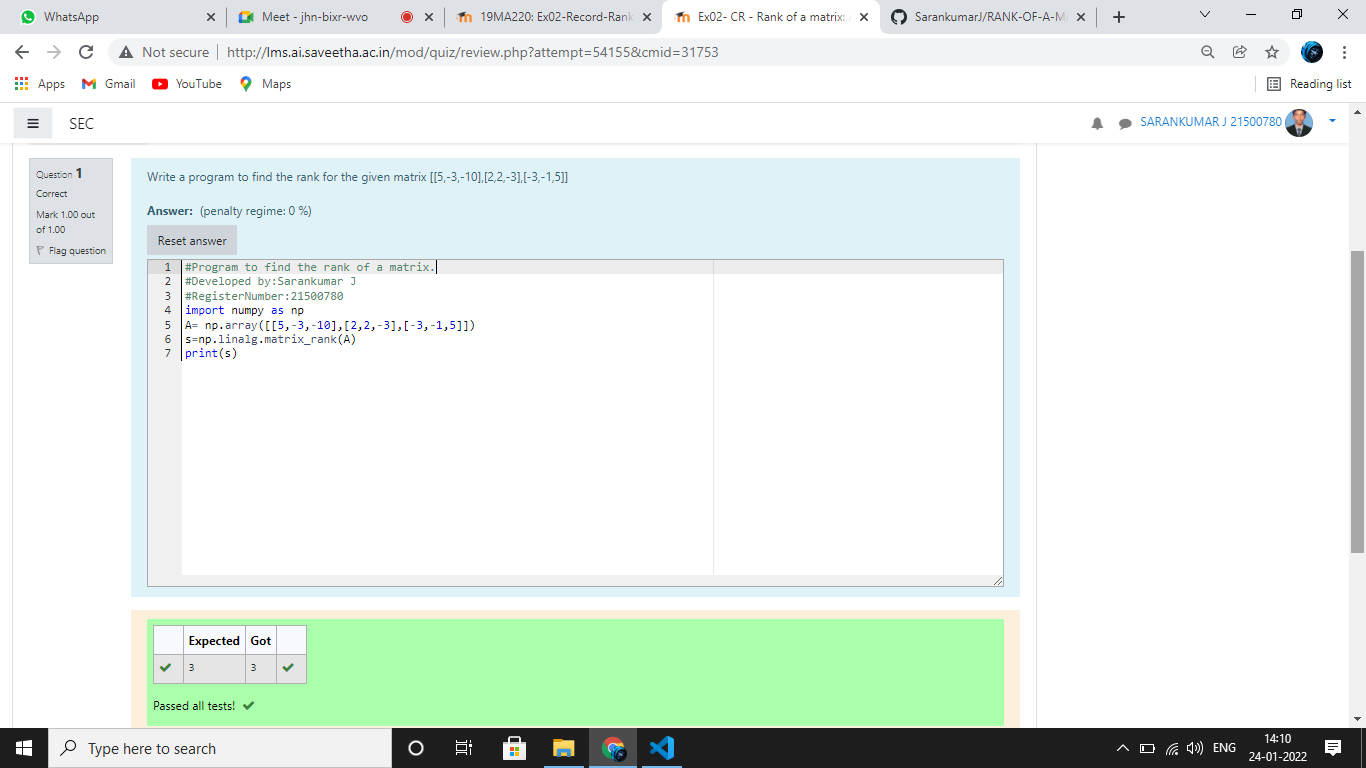 WhatsApp
Meet - jhn-bixr-wvo
19MA220: Ex02-Record-Rank
Ex02- CR - Rank of a matrix:
SarankumarJ/RANK-OF-A-MA
Not secure
http://lms.ai.saveetha.ac.in/mod/quiz/review.php?attempt=54155&cmid=31753
Apps
Gmail
YouTube
Maps
Reading list
SEC
SARANKUMAR J 21500780
Question 1
Correct
Mark 1.00 out
of 1.00
Flag question
Write a program to find the rank for the given matrix [[5,-3,-10],[2,2,-3],[-3,-1,5]]
Answer: (penalty regime: 0 %)
Reset answer
1 #Program to find the rank of a matrix.
2 #Developed by:Sarankumar J
3 #RegisterNumber:21500780
4 import numpy as np
5 A= np.array([[5,-3,-10],[2,2,-3],[-3,-1,5]])
6 s=np.linalg.matrix_rank(A)
7 print(s)
Expected Got
3 3
Passed all tests!
Type here to search
ENG
14:10
24-01-2022